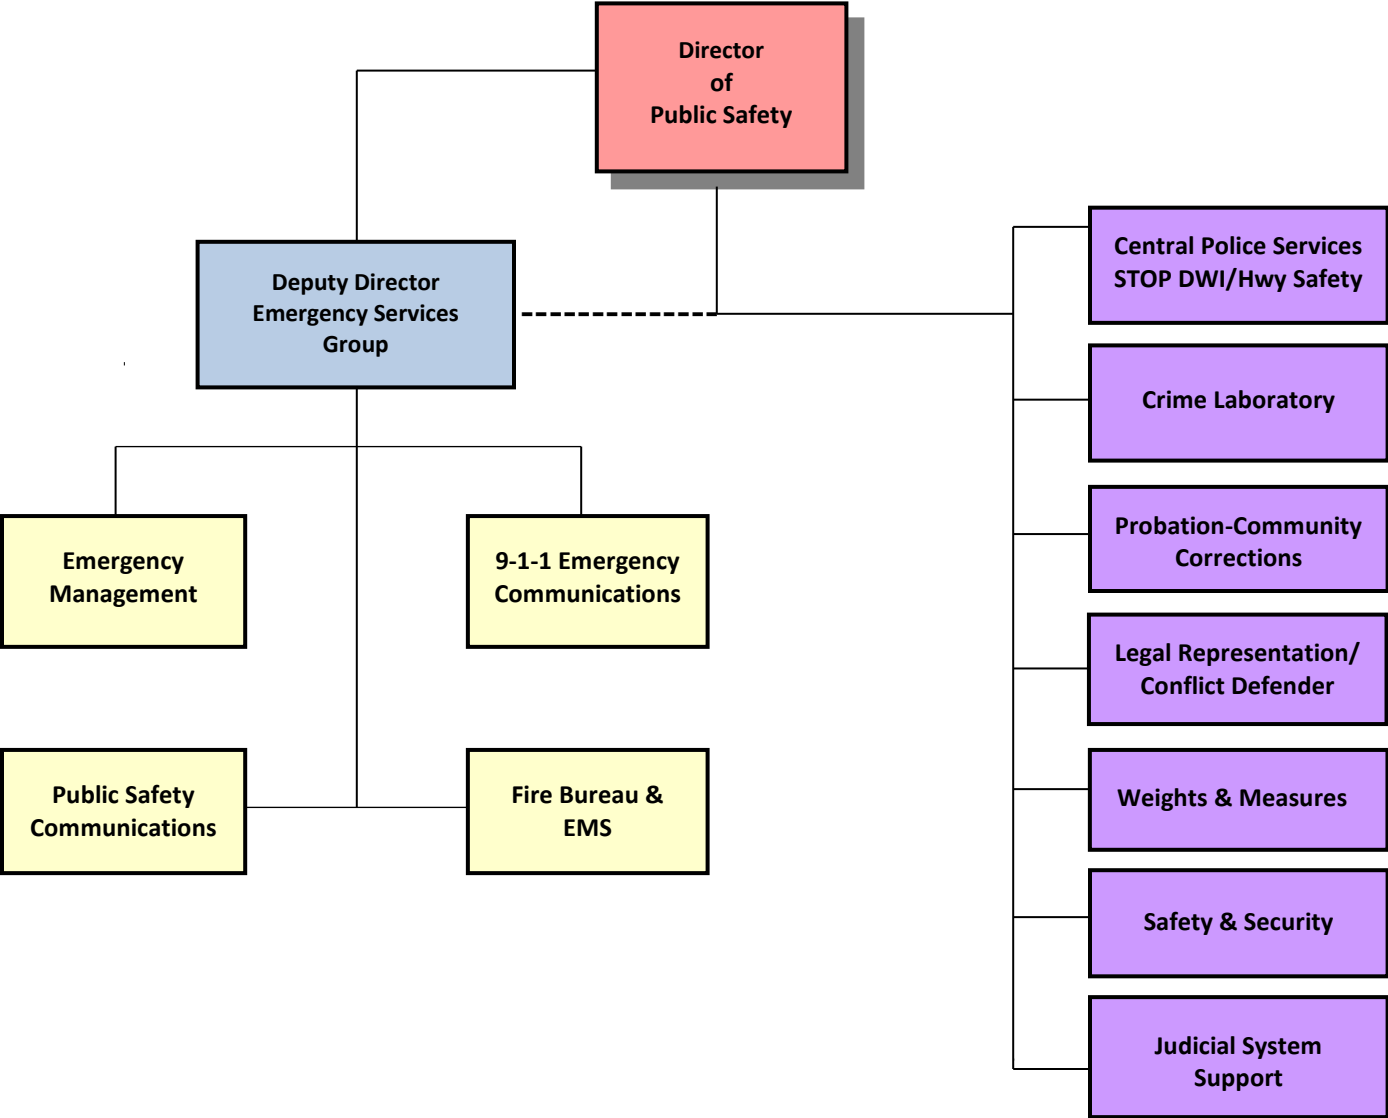 Director
of
Public Safety
Deputy Director
Emergency Services
Group
Emergency
Management
9-1-1 Emergency
Communications
Public Safety
Communications
Fire Bureau &
EMS
Central Police Services
STOP DWI/Hwy Safety
Crime Laboratory
Probation-Community
Corrections
Legal Representation/
Conflict Defender
Weights & Measures
Safety & Security
Judicial System
Support